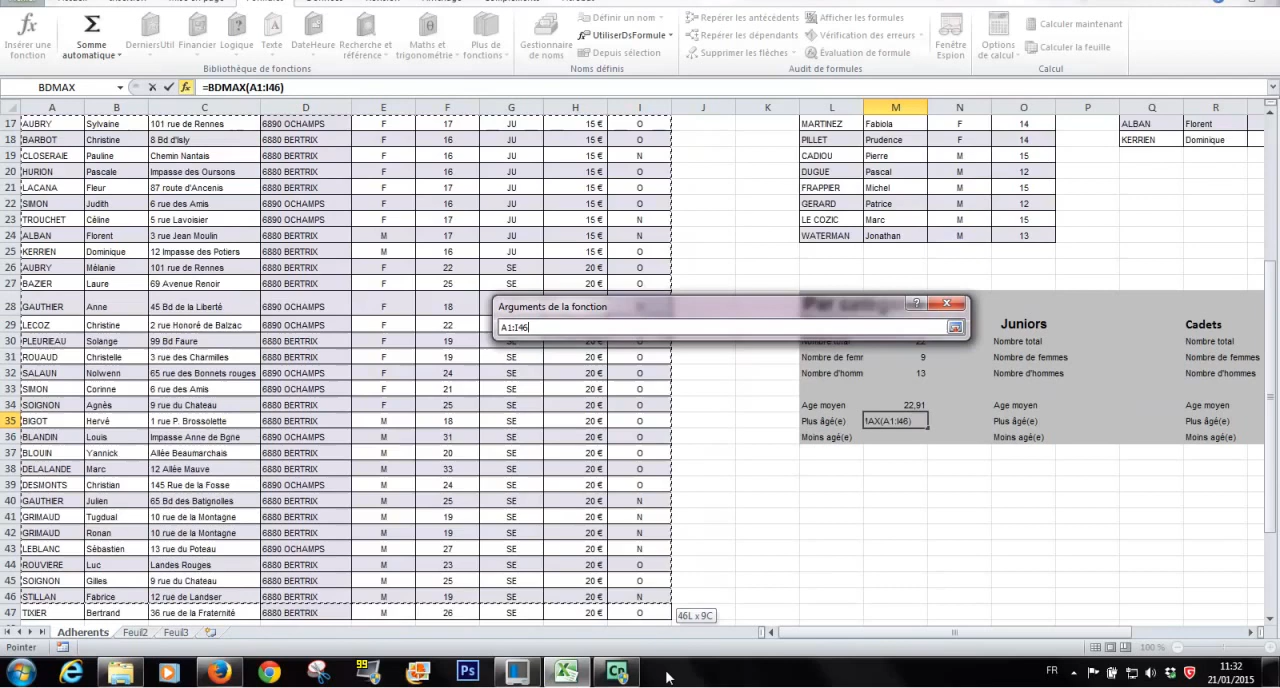 Insérer une fonction
Somme automatique
DerniersUtil Financier Logique Texte DateHeure Recherche et référence Maths et trigonométrie Plus de fonctions
Bibliothèque de fonctions
Gestionnaire de noms
Définir un nom
UtiliserDsFormule
Depuis sélection
Noms définis
Repérer les antécédents
Repérer les dépendants
Supprimer les flèches
Afficher les formules
Vérification des erreurs
Évaluation de formule
Audit de formules
Fenêtre Espion
Options de calcul
Calculer maintenant
Calculer la feuille
Calcul
BDMAX =BDMAX(A1:I46)
A B C D E F G H I J K L M N O P Q R
17 AUBRY Sylvaine 101 rue de Rennes 6890 OCHAMPS F 17 JU 15 € O MARTINEZ Fabiola F 14 ALBAN Florent
18 BARBOT Christine 8 Bd d'Isly 6880 BERTRIX F 16 JU 15 € O PILLET Prudence F 14 KERRIEN Dominique
19 CLOSERAIE Pauline Chemin Nantais 6880 BERTRIX F 16 JU 15 € N CADIOU Pierre M 15
20 HURION Pascale Impasse des Oursons 6880 BERTRIX F 16 JU 15 € O DUGUE Pascal M 12
21 LACANA Fleur 87 route d'Ancenis 6880 BERTRIX F 17 JU 15 € O FRAPPIER Michel M 15
22 SIMON Judith 6 rue des Amis 6890 OCHAMPS F 16 JU 15 € O GERARD Patrice M 12
23 TROUCHET Céline 5 rue Lavoisier 6890 OCHAMPS F 17 JU 15 € N LE COZIC Marc M 15
24 ALBAN Florent 3 rue Jean Moulin 6880 BERTRIX M 17 JU 15 € N WATERMAN Jonathan M 13
25 KERRIEN Dominique 12 Impasse des Potiers 6880 BERTRIX M 16 JU 15 € O
26 AUBRY Mélanie 101 rue de Rennes 6880 BERTRIX F 22 SE 20 € O
27 BAZIER Laure 69 Avenue Renoir 6880 BERTRIX F 25 SE 20 € O
28 GAUTHIER Anne 45 Bd de la Liberté 6890 OCHAMPS F 18
Arguments de la fonction
A1:I46
29 LECOZ Christine 2 rue Honoré de Balzac 6890 OCHAMPS F 22 Juniors Cadets
30 PLEURIEAU Solange 99 Bd Faure 6880 BERTRIX F 19 SE 20 € O Nombre total 22 Nombre total Nombre total
31 ROUAUD Christelle 3 rue des Charmilles 6880 BERTRIX F 19 SE 20 € O Nombre de femr 9 Nombre de femmes Nombre de femmes
32 SALAUN Nolwenn 65 rue des Bonnets rouges 6880 BERTRIX F 24 SE 20 € O Nombre d'homm 13 Nombre d'hommes Nombre d'hommes
33 SIMON Corinne 6 rue des Amis 6890 OCHAMPS F 21 SE 20 € O
34 SOIGNON Agnès 9 rue du Chateau 6880 BERTRIX F 25 SE 20 € O Age moyen 22,91 Age moyen Age moyen
35 BIGOT Hervé 1 rue P. Brossolette 6880 BERTRIX M 18 SE 20 € O Plus âgé(e) !AX(A1:I46) Plus âgé(e) Plus âgé(e)
36 BLANDIN Louis Impasse Anne de Bgne 6890 OCHAMPS M 31 SE 20 € O Moins agé(e) Moins agé(e) Moins agé(e)
37 BLOUIN Yannick Allée Beaumarchais 6880 BERTRIX M 20 SE 20 € O
38 DELALANDE Marc 12 Allée Mauve 6880 BERTRIX M 33 SE 20 € O
39 DESMONTS Christian 145 Rue de la Fosse 6890 OCHAMPS M 24 SE 20 € O
40 GAUTHIER Julien 65 Bd des Batignolles 6880 BERTRIX M 25 SE 20 € N
41 GRIMAUD Tugdual 10 rue de la Montagne 6880 BERTRIX M 19 SE 20 € N
42 GRIMAUD Ronan 10 rue de la Montagne 6880 BERTRIX M 19 SE 20 € N
43 LEBLANC Sébastien 13 rue du Poteau 6890 OCHAMPS M 27 SE 20 € N
44 ROUVIERE Luc Landes Rouges 6880 BERTRIX M 23 SE 20 € O
45 SOIGNON Gilles 9 rue du Chateau 6880 BERTRIX M 25 SE 20 € O
46 STILLAN Fabrice 12 rue de Landser 6880 BERTRIX M 19 SE 20 € N
47 TIXIER Bertrand 36 rue de la Fraternité 6880 BERTRIX M 26 SE 20 € O
46L x 9C
Adherents Feuil2 Feuil3
Pointer 100 %
99 Ps Cp FR 11:32
21/01/2015